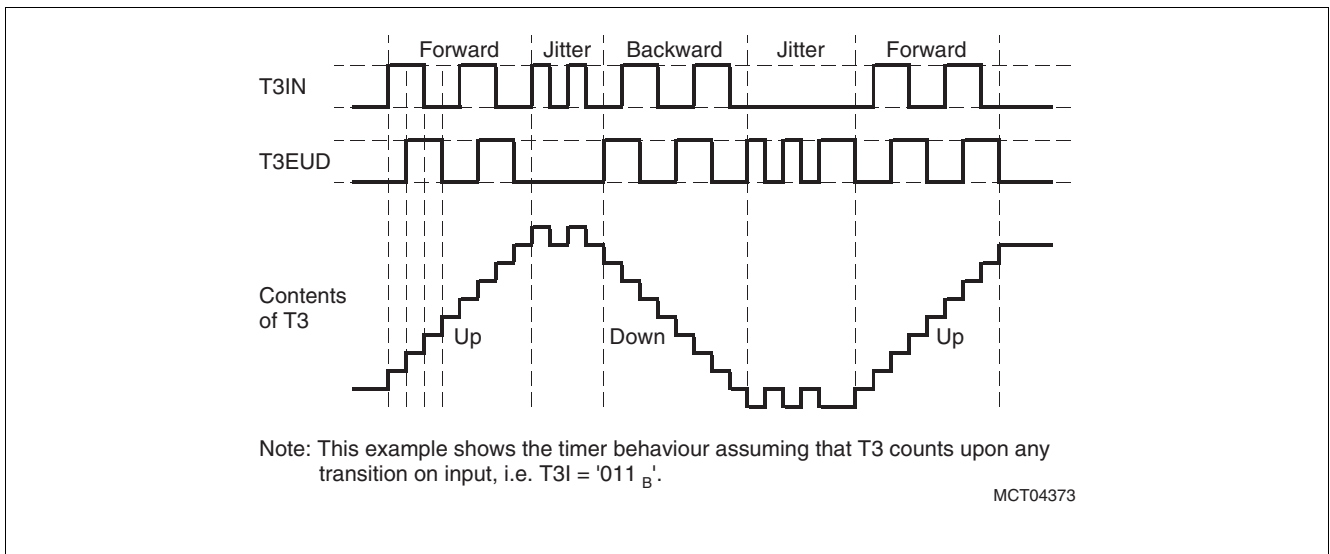 Forward Jitter Backward Jitter Forward
T3IN
T3EUD
Contents
of T3
Up Down Up
Note: This example shows the timer behaviour assuming that T3 counts upon any
transition on input, i.e. T3I = '011 B'.
MCT04373